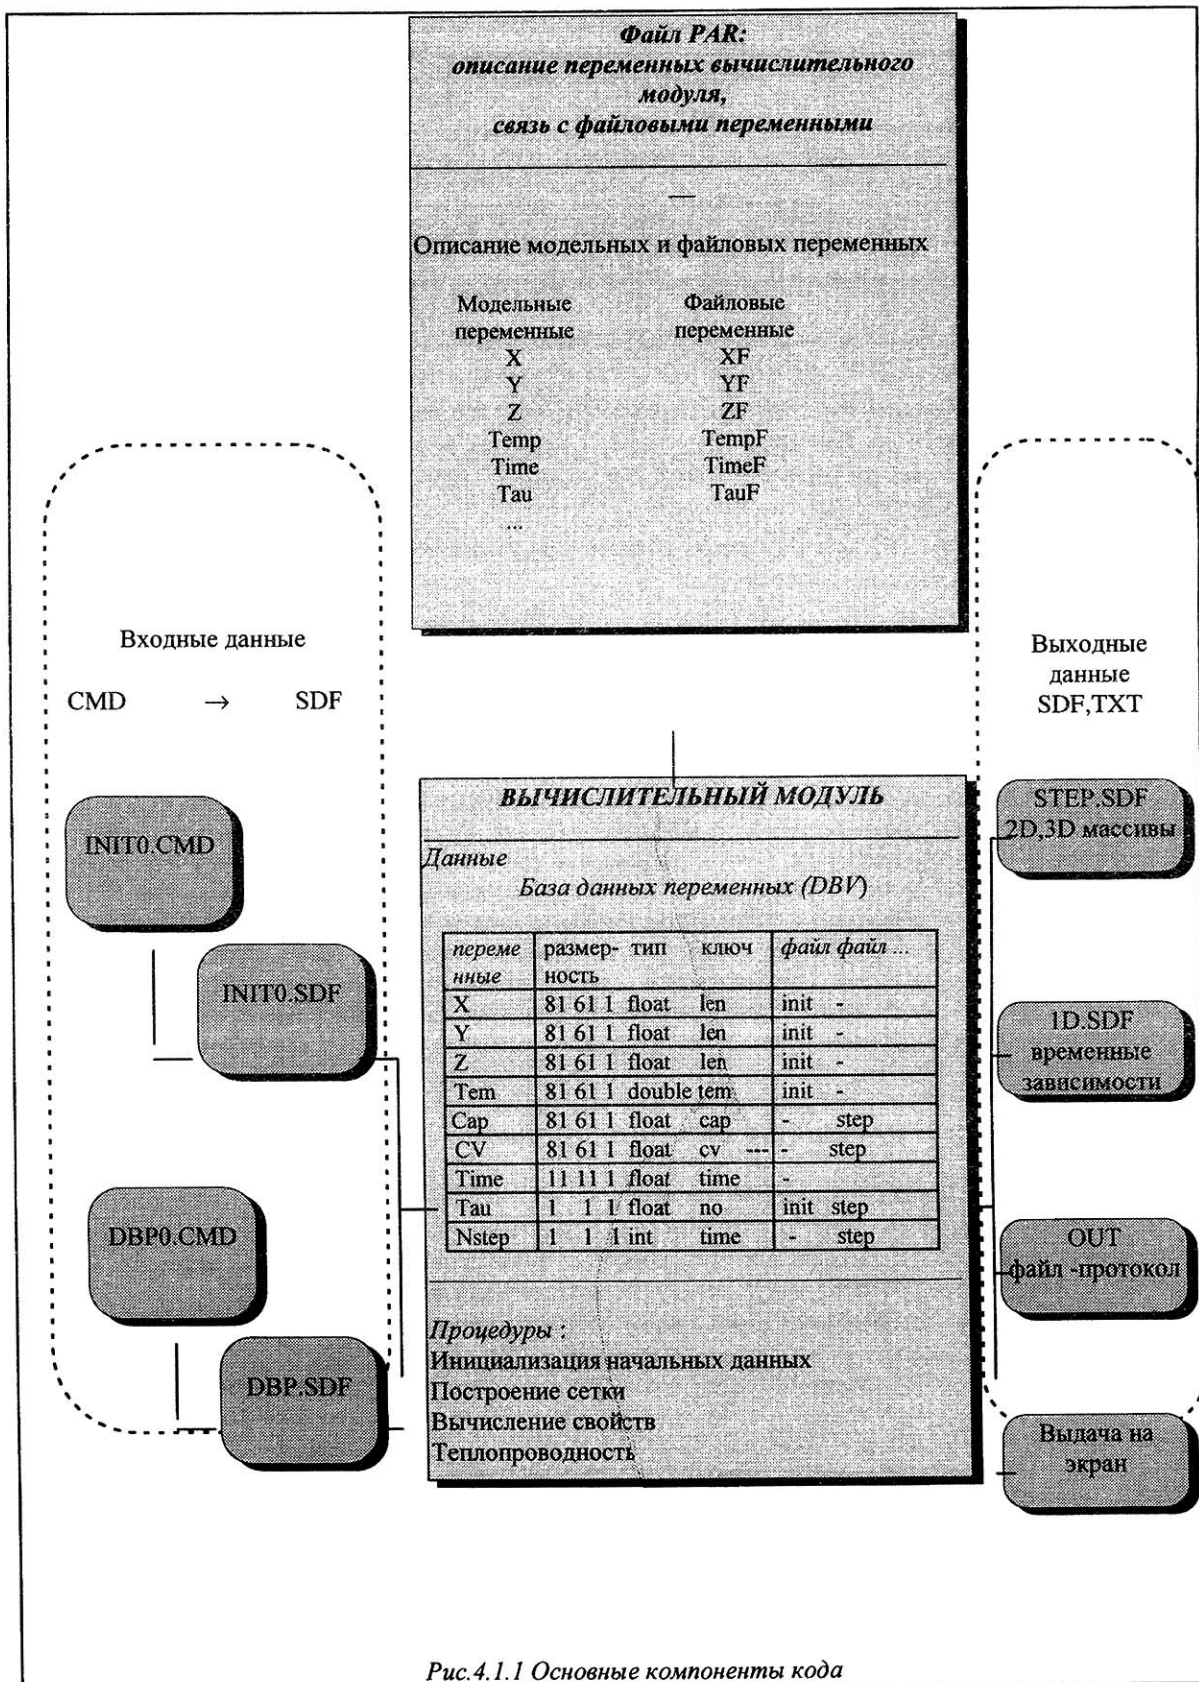 Файл PAR:
описание переменных вычислительного
модуля,
связь с файловыми переменными
Описание модельных и файловых переменных
Модельные Файловые
переменные переменные
X XF
Y YF
Z ZF
Temp TempF
Time TimeF
Tau TauF
...
Входные данные
CMD → SDF
INIT0.CMD
INIT0.SDF
DBP0.CMD
DBP.SDF
ВЫЧИСЛИТЕЛЬНЫЙ МОДУЛЬ
Данные
База данных переменных (DBV)
переме размер- тип ключ файл файл ...
нные ность
X 81 61 1 float len init -
Y 81 61 1 float len init -
Z 81 61 1 float len init -
Tem 81 61 1 double tem init -
Cap 81 61 1 float cap - step
CV 81 61 1 float cv --- - step
Time 11 11 1 float time -
Tau 1 1 1 float no init step
Nstep 1 1 1 int time - step
Процедуры :
Инициализация начальных данных
Построение сетки
Вычисление свойств
Теплопроводность
Выходные
данные
SDF,TXT
STEP.SDF
2D,3D массивы
1D.SDF
временные
зависимости
OUT
файл -протокол
Выдача на
экран
Рис.4.1.1 Основные компоненты кода